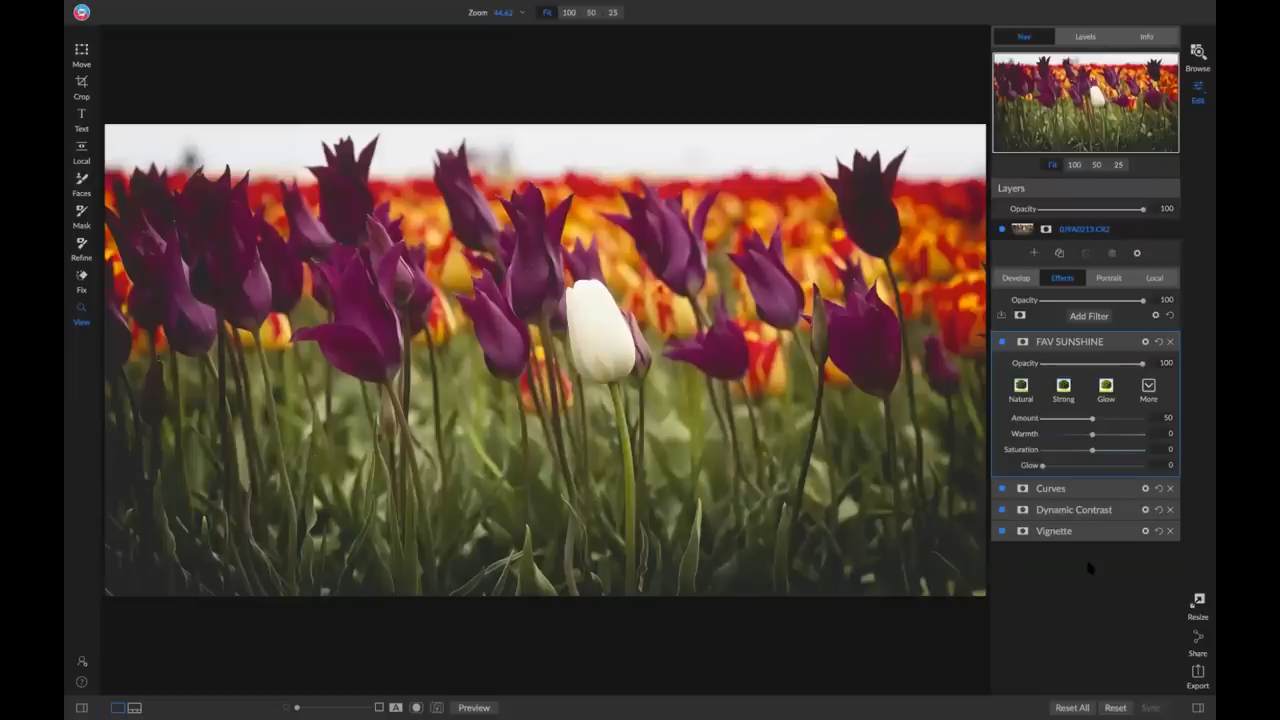 Zoom 44.62 Fit 100 50 25
Move
Crop
Text
Local
Faces
Mask
Refine
Fix
View
Nav Levels Info
Browse
Edit
Fit 100 50 25
Layers
Opacity 100
Develop Effects Portrait Local
Opacity 100
Add Filter
FAV SUNSHINE
Opacity 100
Natural Strong Glow More
Amount 50
Warmth 0
Saturation 0
Glow 0
Curves
Dynamic Contrast
Vignette
Resize
Share
Export
A Preview
Reset All Reset Sync